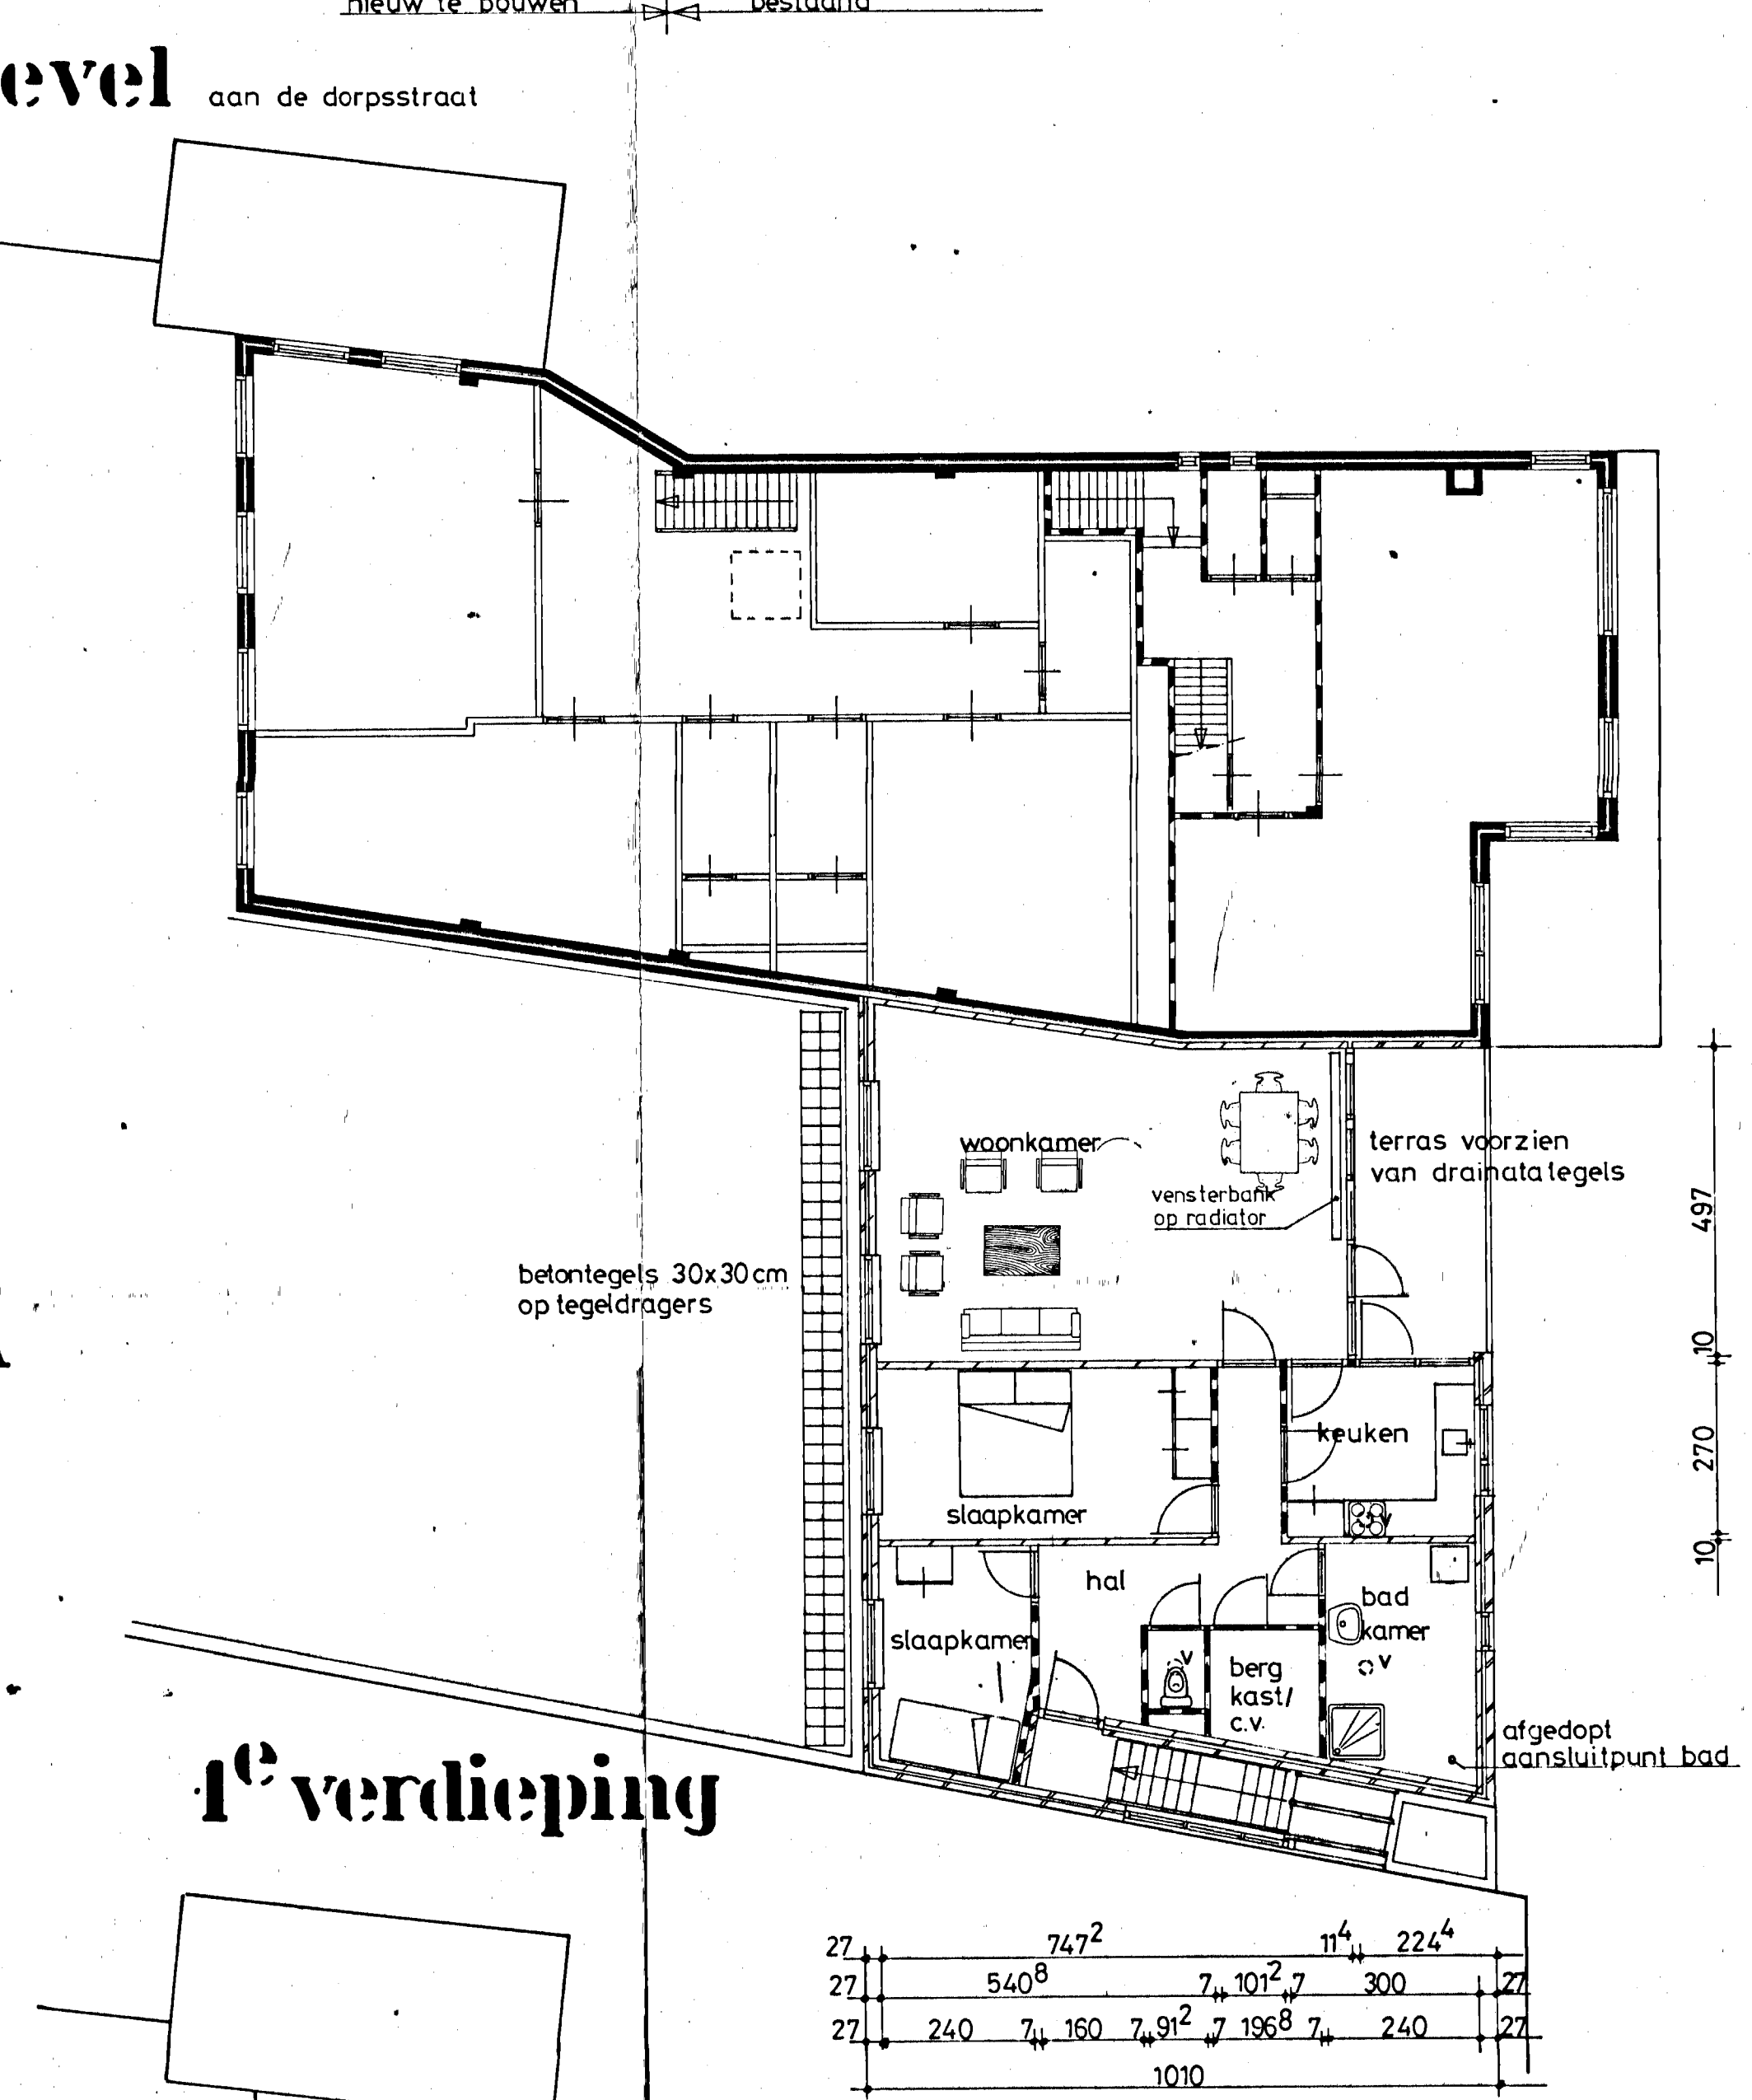 nieuw te bouwen bestaand
evel aan de dorpsstraat
woonkamer
terras voorzien
van drainatategels
vensterbank
op radiator
betontegels 30x30cm
op tegeldragers
497
10
270
10
keuken
slaapkamer
hal
bad
kamer
slaapkamer
v
v
v
berg
kast/
c.v.
afgedopt
aansluitpunt bad
1e verdieping
27 747² 11⁴ 224⁴
27 540⁸ 7 101² 7 300 27
27 240 7 160 7 91² 7 196⁸ 7 240 27
1010